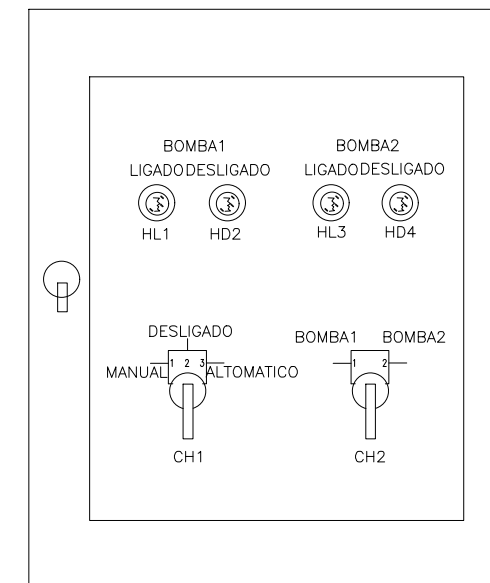 BOMBA1 BOMBA2
LIGADO DESLIGADO LIGADO DESLIGADO
HL1 HD2 HL3 HD4
DESLIGADO
BOMBA1 BOMBA2
1 2 3 1 2
MANUAL ALTOMATICO
CH1 CH2